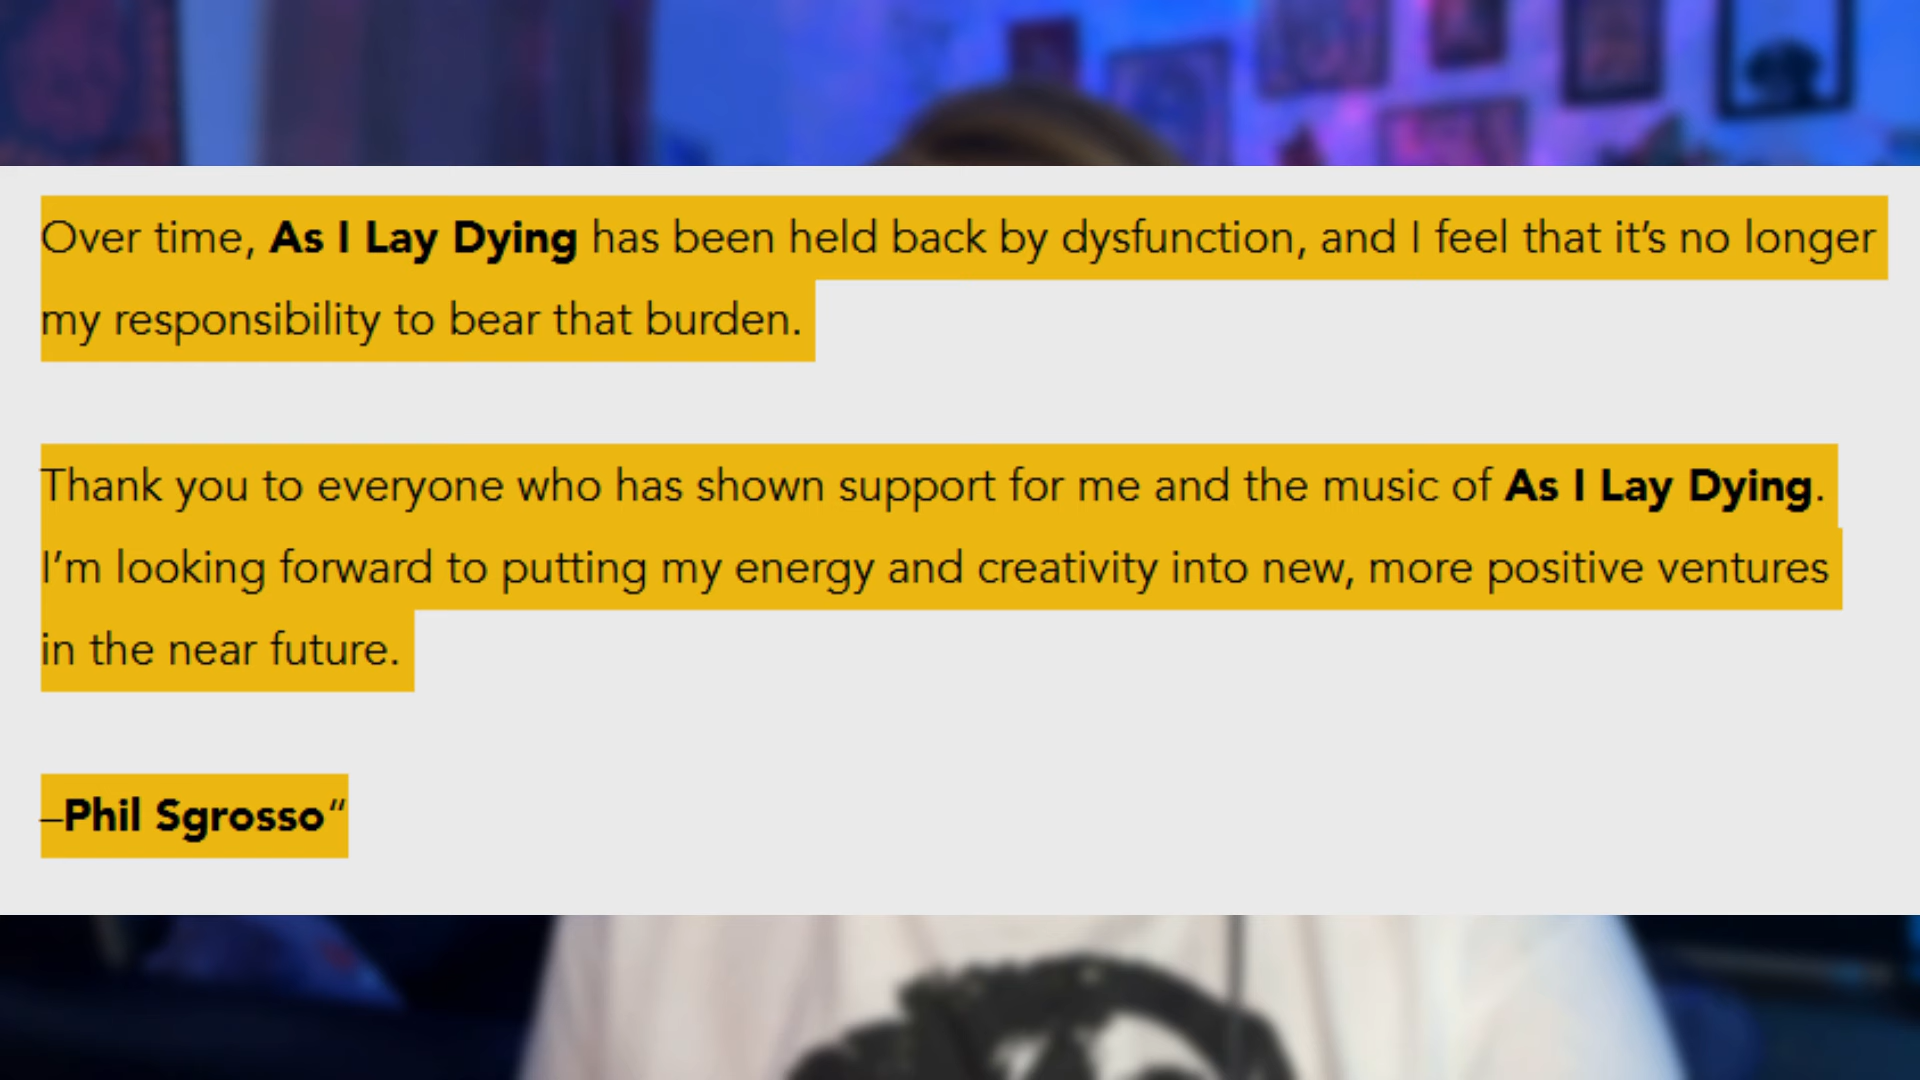 Over time, As I Lay Dying has been held back by dysfunction, and I feel that it’s no longer
my responsibility to bear that burden.
Thank you to everyone who has shown support for me and the music of As I Lay Dying.
I’m looking forward to putting my energy and creativity into new, more positive ventures
in the near future.
–Phil Sgrosso“